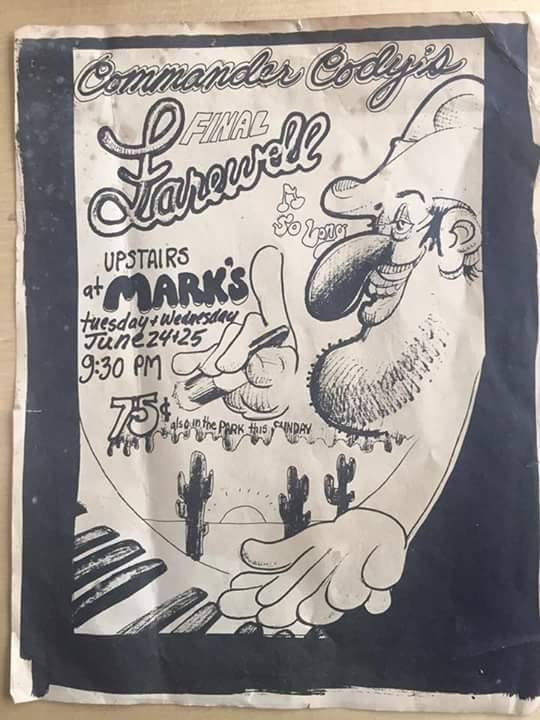 Commander Cody's
FINAL
Farewell
So Long
UPSTAIRS
at MARK'S
tuesday + Wednesday
June 24+25
9:30 PM
75¢
also in the PARK this SUNDAY